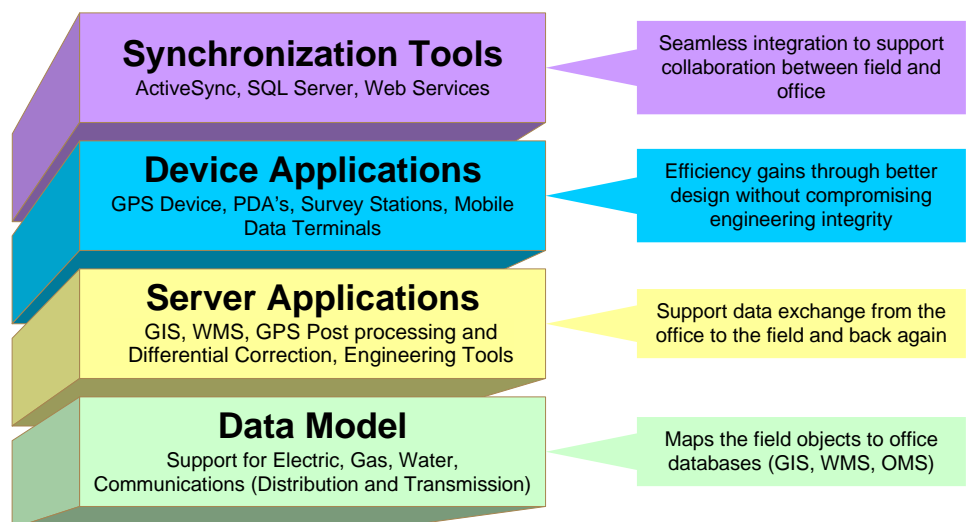 Synchronization Tools
ActiveSync, SQL Server, Web Services
Seamless integration to support
collaboration between field and
office
Device Applications
GPS Device, PDA's, Survey Stations, Mobile
Data Terminals
Efficiency gains through better
design without compromising
engineering integrity
Server Applications
GIS, WMS, GPS Post processing and
Differential Correction, Engineering Tools
Support data exchange from the
office to the field and back again
Data Model
Support for Electric, Gas, Water,
Communications (Distribution and Transmission)
Maps the field objects to office
databases (GIS, WMS, OMS)